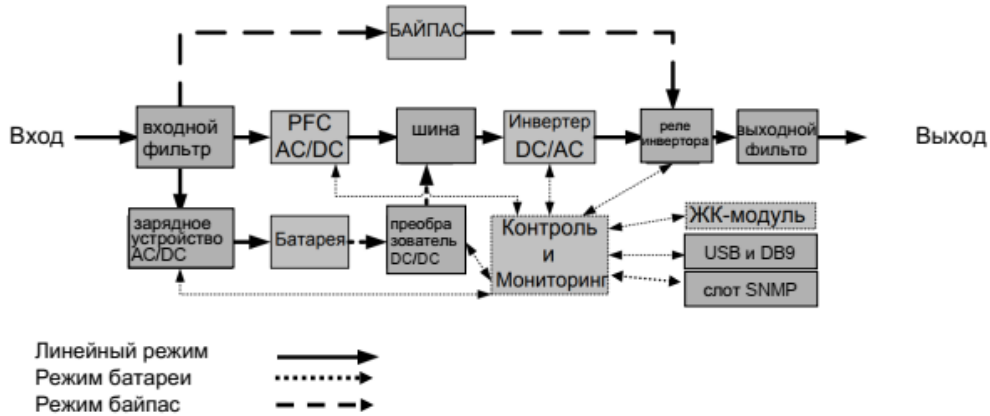 БАЙПАС
Вход
входной
фильтр
PFC
AC/DC
шина
Инвертер
DC/AC
реле
инвертора
выходной
фильтр
Выход
зарядное
устройство
AC/DC
Батарея
преобра
зователь
DC/DC
Контроль
и
Мониторинг
ЖК-модуль
USB и DB9
слот SNMP
Линейный режим
Режим батареи
Режим байпас